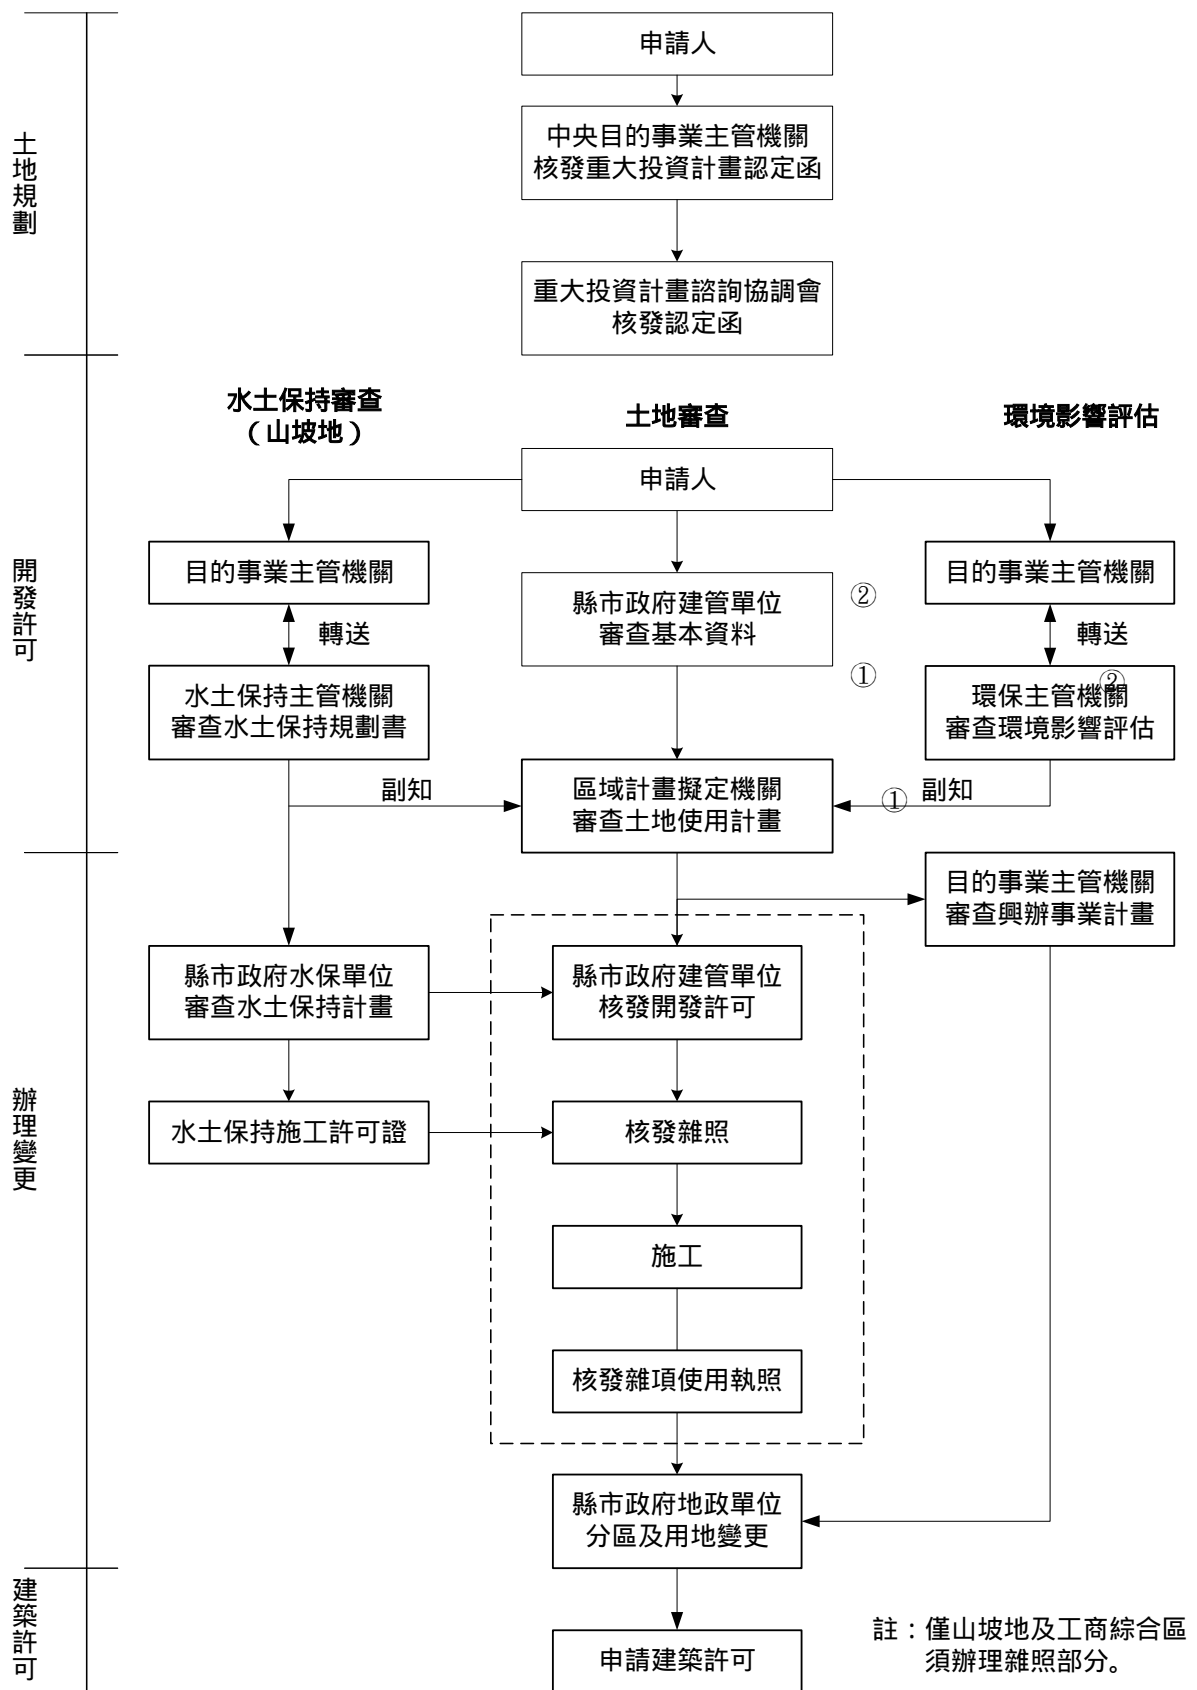 土地規劃
申請人
中央目的事業主管機關
核發重大投資計畫認定函
重大投資計畫諮詢協調會
核發認定函
開發許可
水土保持審查
（山坡地）
土地審查
環境影響評估
申請人
目的事業主管機關
轉送
水土保持主管機關
審查水土保持規劃書
副知
縣市政府建管單位
審查基本資料
②
①
目的事業主管機關
轉送
②
環保主管機關
審查環境影響評估
① 副知
區域計畫擬定機關
審查土地使用計畫
辦理變更
目的事業主管機關
審查興辦事業計畫
縣市政府水保單位
審查水土保持計畫
縣市政府建管單位
核發開發許可
水土保持施工許可證
核發雜照
施工
核發雜項使用執照
縣市政府地政單位
分區及用地變更
建築許可
申請建築許可
註：僅山坡地及工商綜合區
須辦理雜照部分。